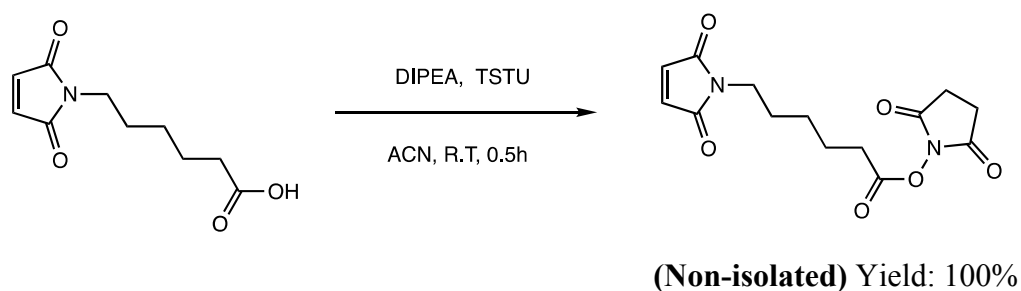 O
N
O
O
OH
DIPEA, TSTU
ACN, R.T, 0.5h
O
N
O
O
O
O
N
O
(Non-isolated) Yield: 100%